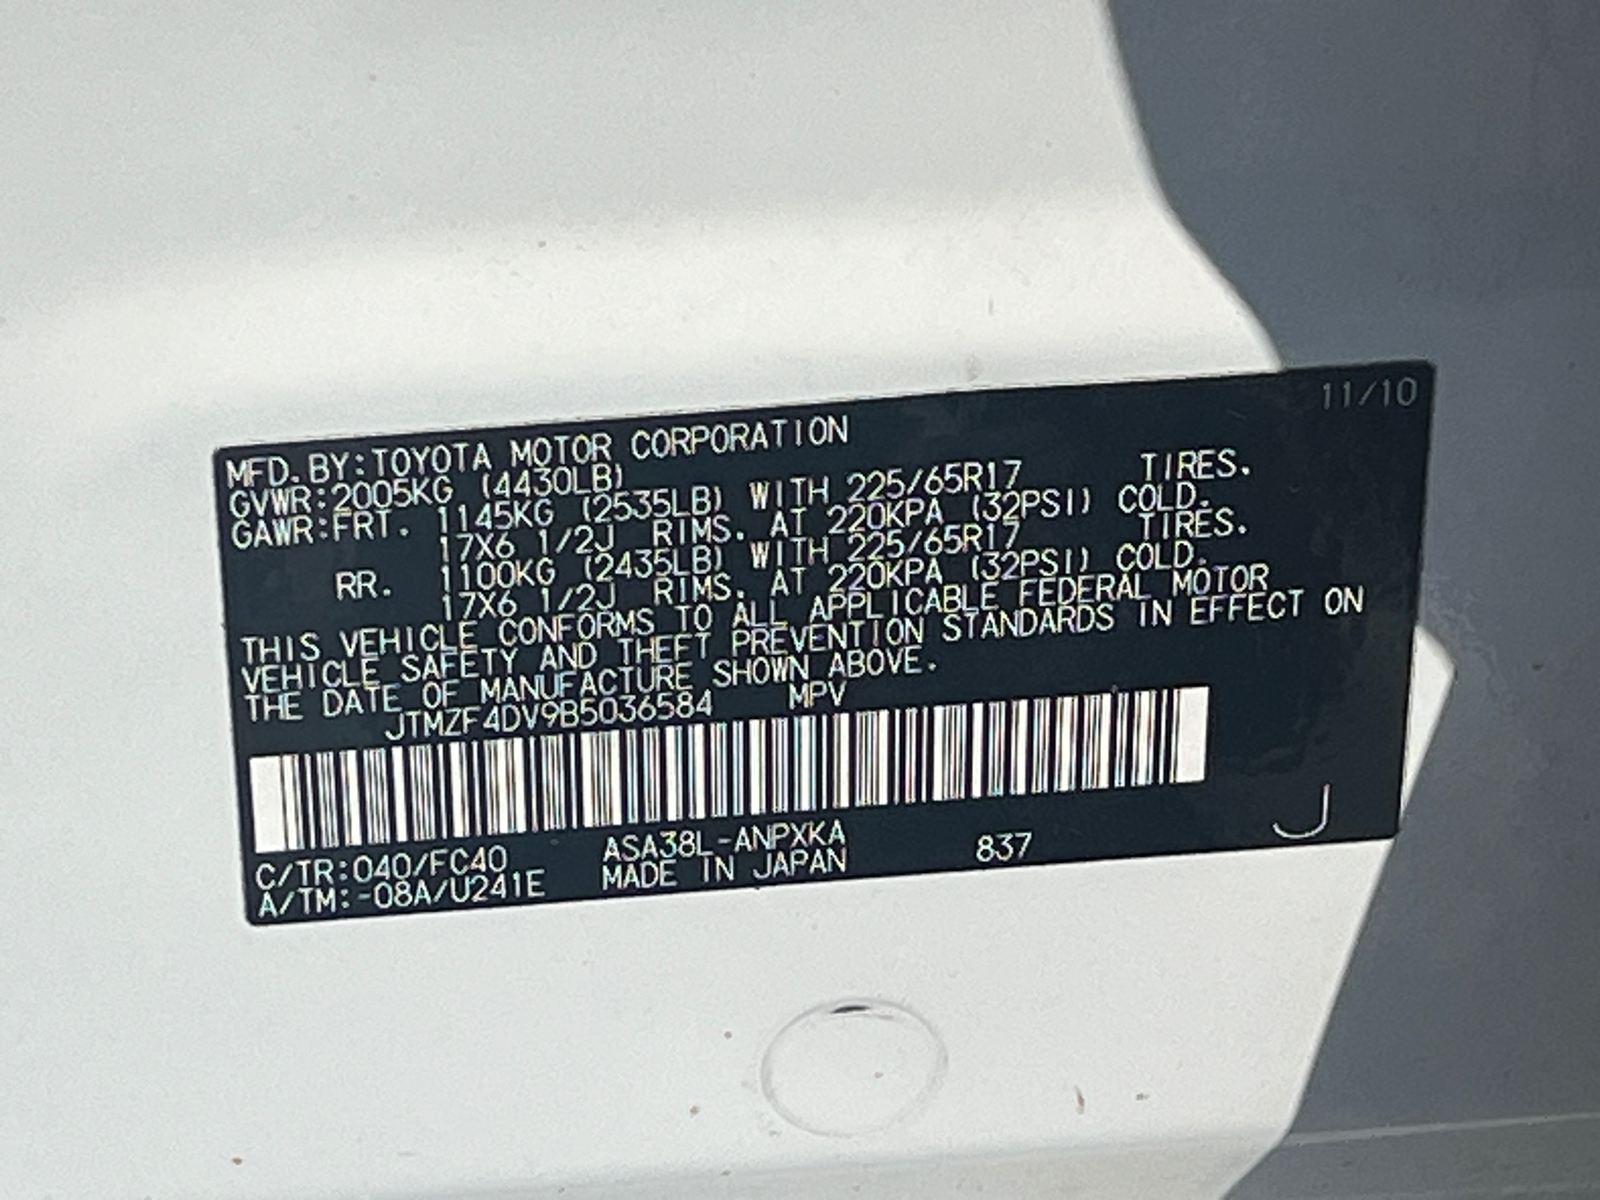 11/10
MFD.BY:TOYOTA MOTOR CORPORATION
GVWR:2005KG (4430LB)
GAWR:FRT. 1145KG (2535LB) WITH 225/65R17 TIRES.
17X6 1/2J RIMS. AT 220KPA (32PSI) COLD.
RR. 1100KG (2435LB) WITH 225/65R17 TIRES.
17X6 1/2J RIMS. AT 220KPA (32PSI) COLD.
THIS VEHICLE CONFORMS TO ALL APPLICABLE FEDERAL MOTOR
VEHICLE SAFETY AND THEFT PREVENTION STANDARDS IN EFFECT ON
THE DATE OF MANUFACTURE SHOWN ABOVE.
JTMZF4DV9B5036584 MPV
C/TR:040/FC40 ASA38L-ANPXKA 837
A/TM:-08A/U241E MADE IN JAPAN
J